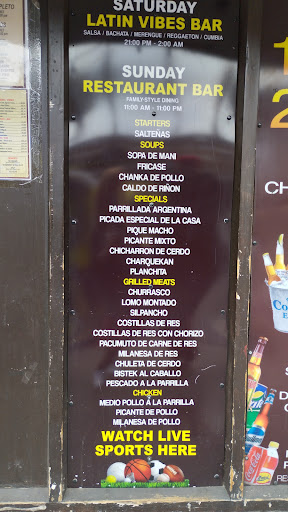 SATURDAY
LATIN VIBES BAR
SALSA / BACHATA / MERENGUE / REGGAETON / CUMBIA
21:00 PM - 2:00 AM
SUNDAY
RESTAURANT BAR
FAMILY-STYLE DINING
11:00 AM - 11:00 PM
STARTERS
SALTEÑAS
SOUPS
SOPA DE MANI
FRICASE
CHANKA DE POLLO
CALDO DE RIÑON
SPECIALS
PARRILLADA ARGENTINA
PICADA ESPECIAL DE LA CASA
PIQUE MACHO
PICANTE MIXTO
CHICHARRON DE CERDO
CHARQUEKAN
PLANCHITA
GRILLED MEATS
CHURRASCO
LOMO MONTADO
SILPANCHO
COSTILLAS DE RES
COSTILLAS DE RES CON CHORIZO
PACUMUTO DE CARNE DE RES
MILANESA DE RES
CHULETA DE CERDO
BISTEK AL CABALLO
PESCADO A LA PARRILLA
CHICKEN
MEDIO POLLO A LA PARRILLA
PICANTE DE POLLO
MILANESA DE POLLO
WATCH LIVE
SPORTS HERE
CH
Coca-Cola